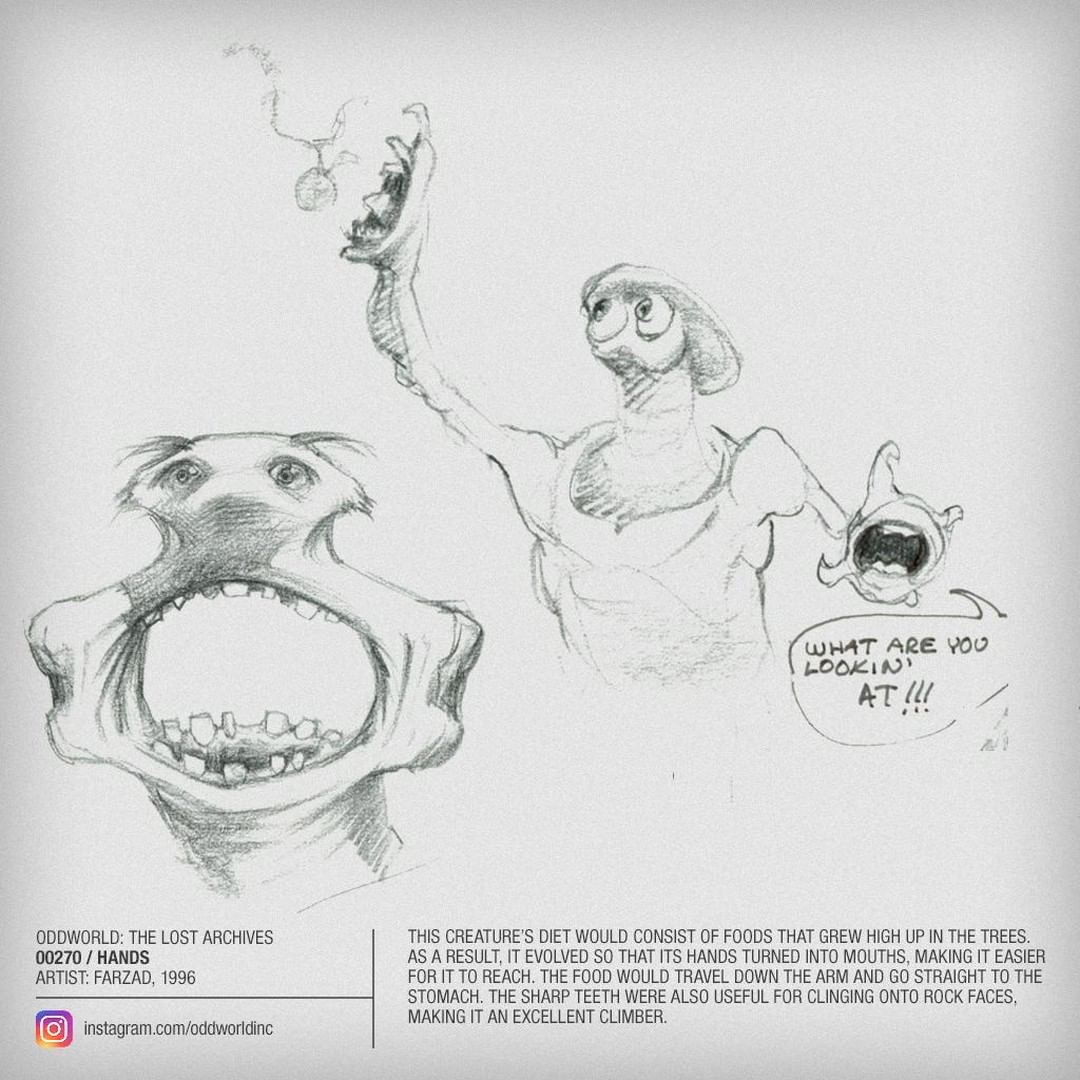 WHAT ARE YOU
LOOKIN'
AT!!!
ODDWORLD: THE LOST ARCHIVES
00270 / HANDS
ARTIST: FARZAD, 1996
instagram.com/oddworldinc
THIS CREATURE'S DIET WOULD CONSIST OF FOODS THAT GREW HIGH UP IN THE TREES.
AS A RESULT, IT EVOLVED SO THAT ITS HANDS TURNED INTO MOUTHS, MAKING IT EASIER
FOR IT TO REACH. THE FOOD WOULD TRAVEL DOWN THE ARM AND GO STRAIGHT TO THE
STOMACH. THE SHARP TEETH WERE ALSO USEFUL FOR CLINGING ONTO ROCK FACES,
MAKING IT AN EXCELLENT CLIMBER.